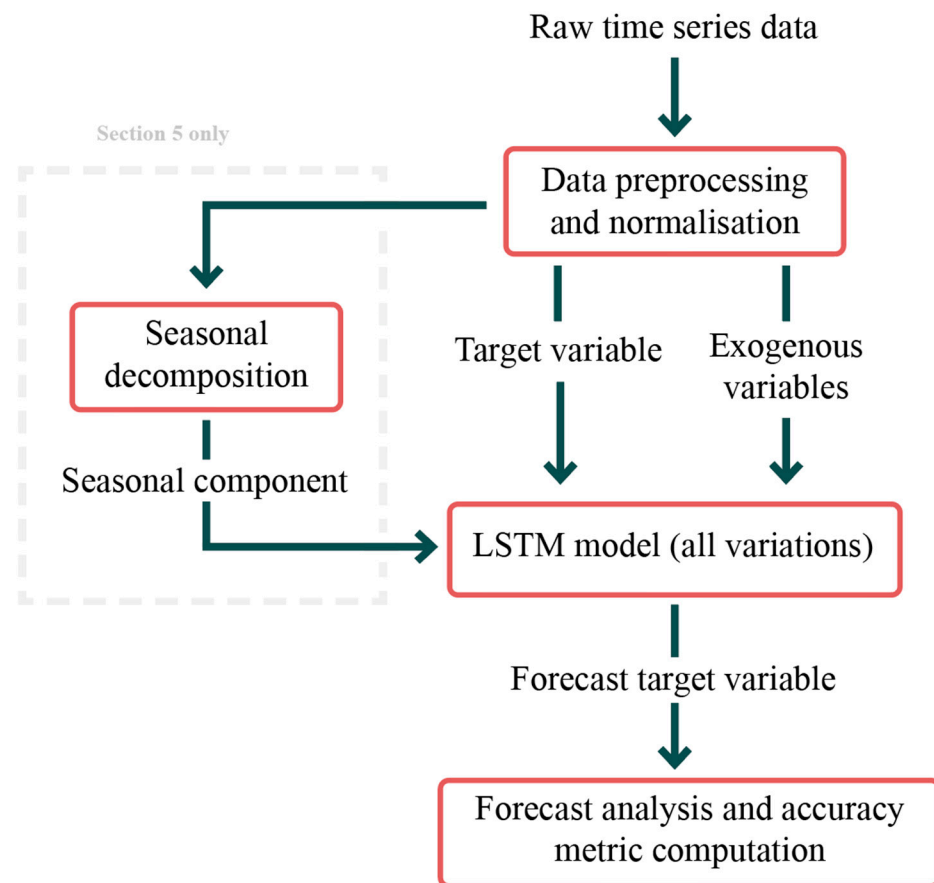 Raw time series data
Section 5 only
Data preprocessing
and normalisation
Seasonal
decomposition
Target variable
Exogenous
variables
Seasonal component
LSTM model (all variations)
Forecast target variable
Forecast analysis and accuracy
metric computation